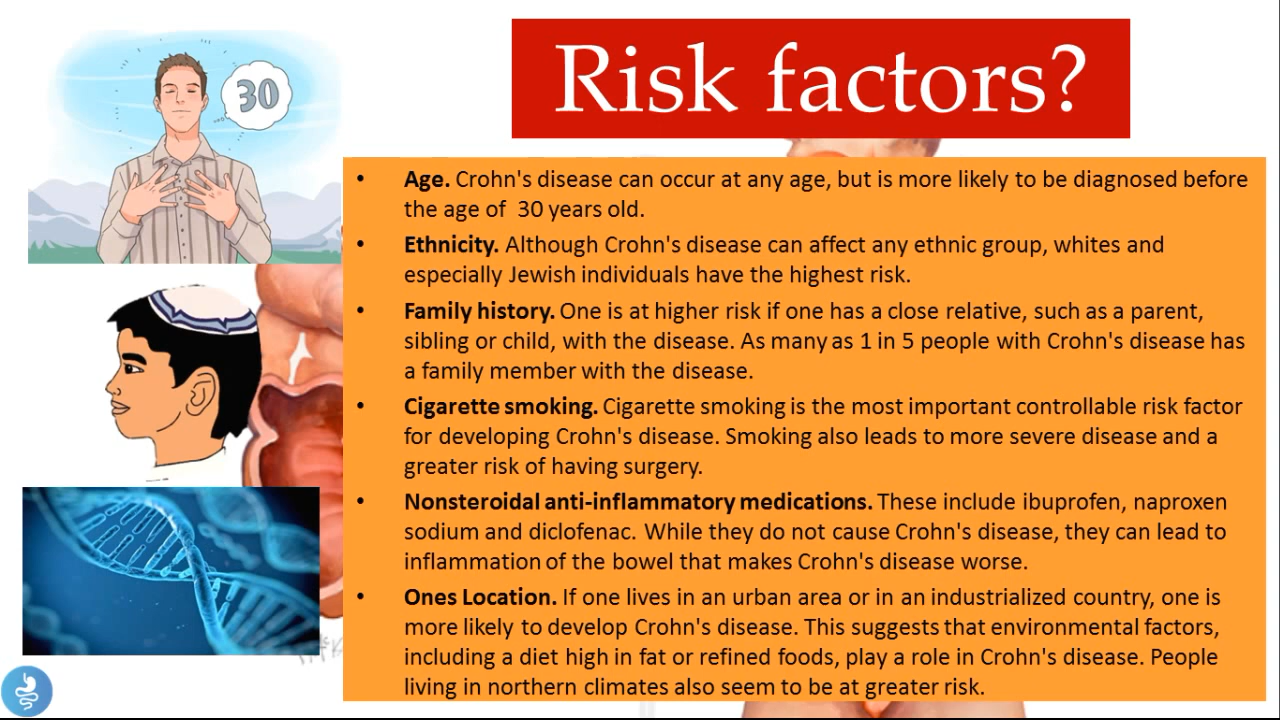 Risk factors?
30
• Age. Crohn's disease can occur at any age, but is more likely to be diagnosed before
the age of  30 years old.
• Ethnicity. Although Crohn's disease can affect any ethnic group, whites and
especially Jewish individuals have the highest risk.
• Family history. One is at higher risk if one has a close relative, such as a parent,
sibling or child, with the disease. As many as 1 in 5 people with Crohn's disease has
a family member with the disease.
• Cigarette smoking. Cigarette smoking is the most important controllable risk factor
for developing Crohn's disease. Smoking also leads to more severe disease and a
greater risk of having surgery.
• Nonsteroidal anti-inflammatory medications. These include ibuprofen, naproxen
sodium and diclofenac. While they do not cause Crohn's disease, they can lead to
inflammation of the bowel that makes Crohn's disease worse.
• Ones Location. If one lives in an urban area or in an industrialized country, one is
more likely to develop Crohn's disease. This suggests that environmental factors,
including a diet high in fat or refined foods, play a role in Crohn's disease. People
living in northern climates also seem to be at greater risk.